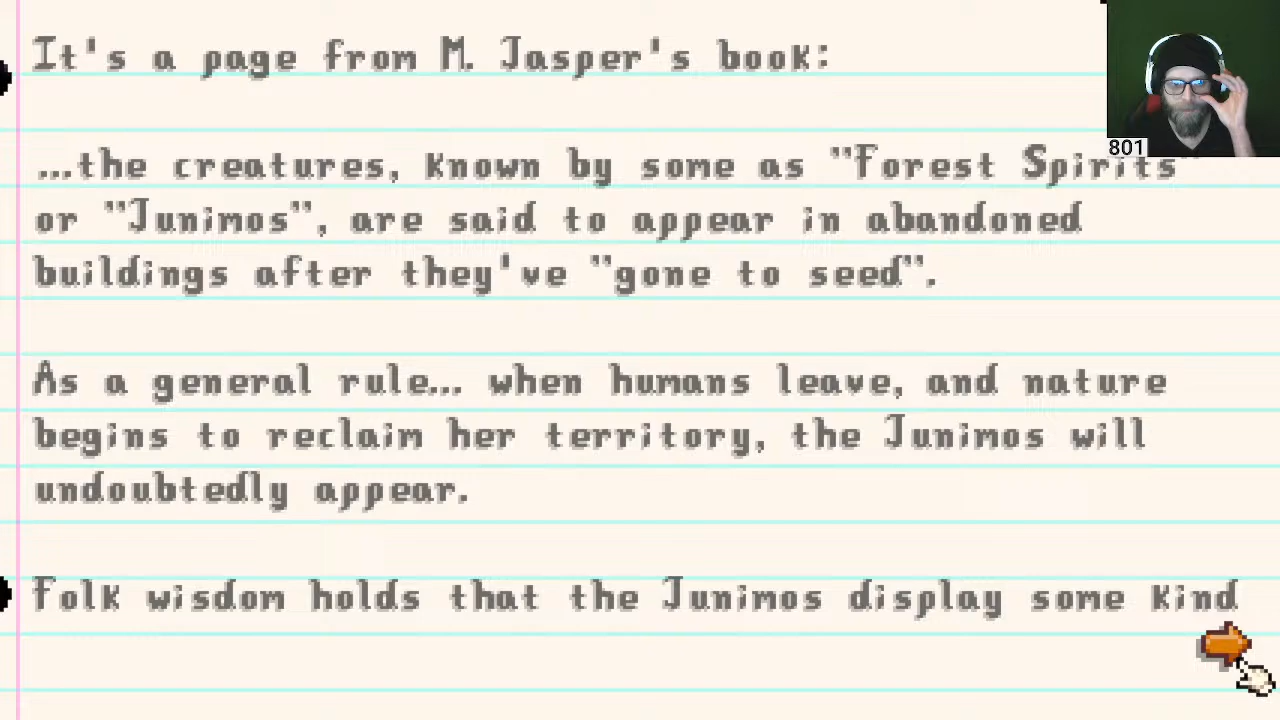 It's a page from M. Jasper's book:
...the creatures, known by some as "Forest Spirits"
or "Junimos", are said to appear in abandoned
buildings after they've "gone to seed".
As a general rule... when humans leave, and nature
begins to reclaim her territory, the Junimos will
undoubtedly appear.
Folk wisdom holds that the Junimos display some kind
801